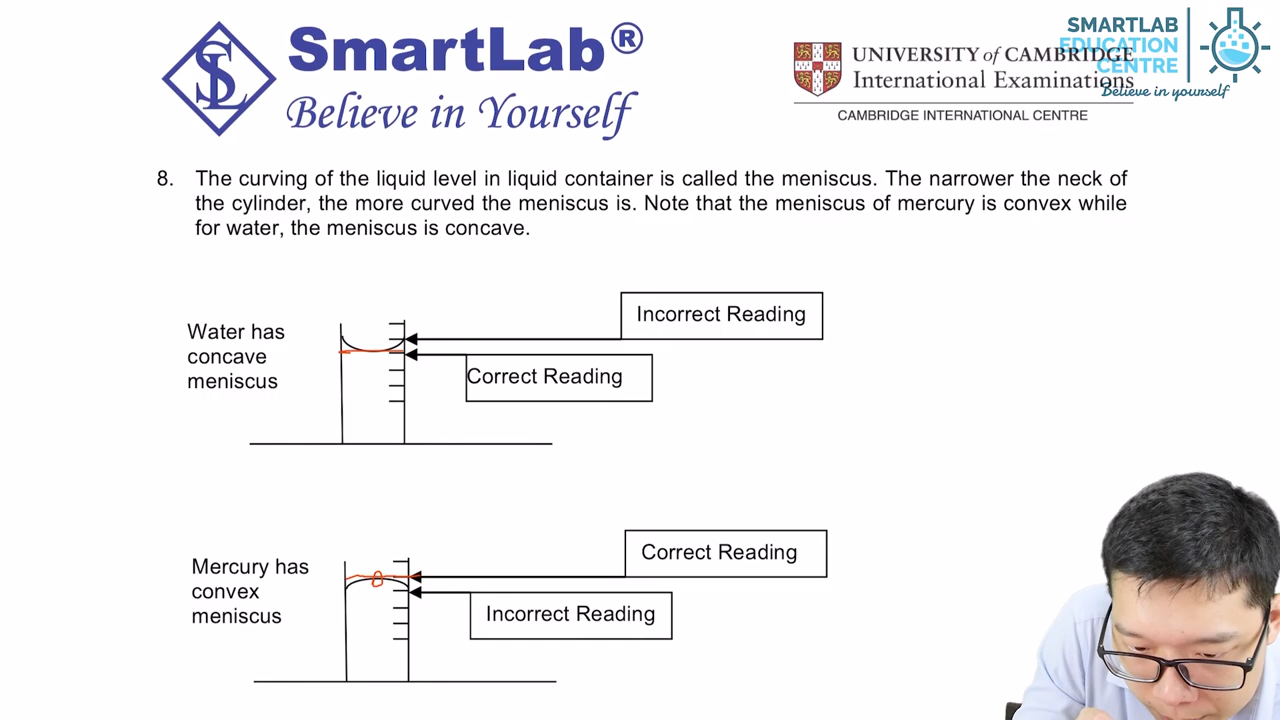 SmartLab®
Believe in Yourself
UNIVERSITY of CAMBRIDGE
International Examinations
CAMBRIDGE INTERNATIONAL CENTRE
SMARTLAB
EDUCATION
CENTRE
Believe in yourself
8. The curving of the liquid level in liquid container is called the meniscus. The narrower the neck of
the cylinder, the more curved the meniscus is. Note that the meniscus of mercury is convex while
for water, the meniscus is concave.
Incorrect Reading
Water has
concave
meniscus
Correct Reading
Correct Reading
Mercury has
convex
meniscus
Incorrect Reading